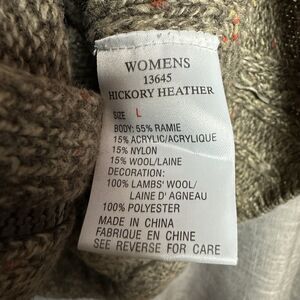 WOMENS
13645
HICKORY HEATHER
SIZE L
BODY: 55% RAMIE
15% ACRYLIC/ACRYLIQUE
15% NYLON
15% WOOL/LAINE
DECORATION:
100% LAMBS' WOOL/
LAINE D' AGNEAU
100% POLYESTER
MADE IN CHINA
FABRIQUE EN CHINE
SEE REVERSE FOR CARE